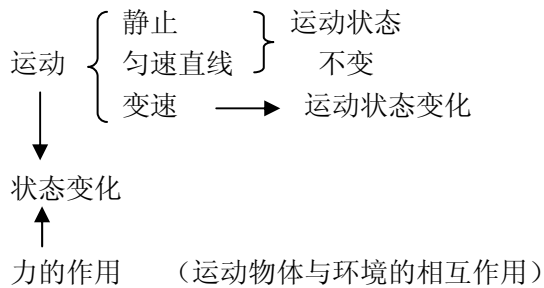 静止 运动状态
运动 匀速直线 不变
变速 运动状态变化
状态变化
力的作用 （运动物体与环境的相互作用）